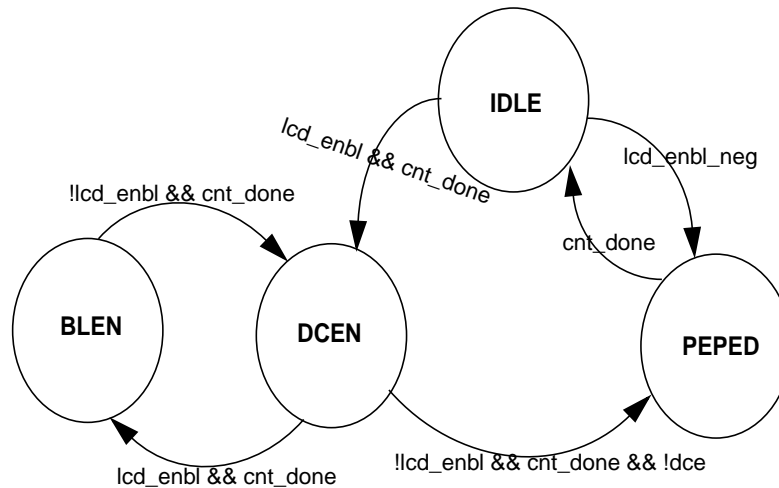 IDLE
lcd_enbl && cnt_done
lcd_enbl_neg
!lcd_enbl && cnt_done
cnt_done
BLEN
DCEN
PEPED
!lcd_enbl && cnt_done && !dce
lcd_enbl && cnt_done